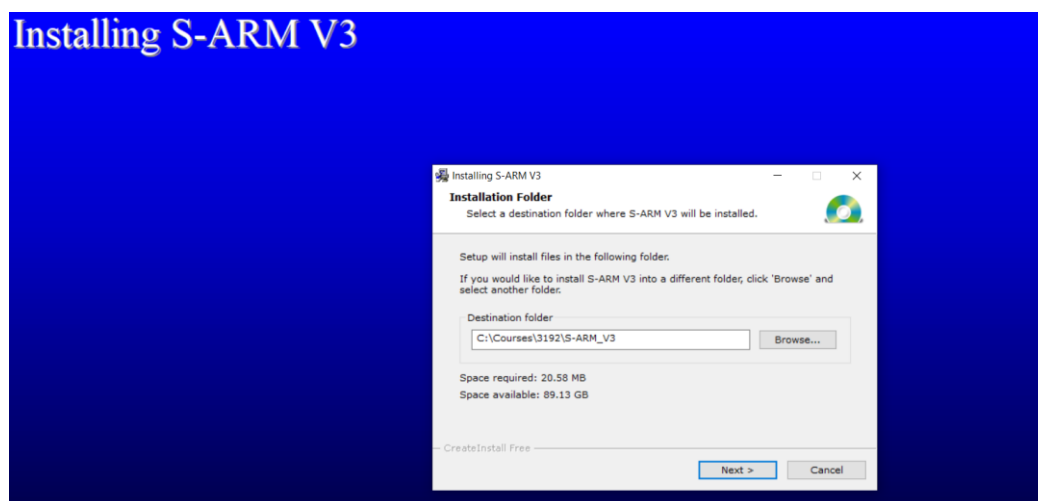 Installing S-ARM V3
Installing S-ARM V3
Installation Folder
Select a destination folder where S-ARM V3 will be installed.
Setup will install files in the following folder.
If you would like to install S-ARM V3 into a different folder, click 'Browse' and
select another folder.
Destination folder
C:\Courses\3192\S-ARM_V3
Browse...
Space required: 20.58 MB
Space available: 89.13 GB
CreateInstall Free
Next >
Cancel